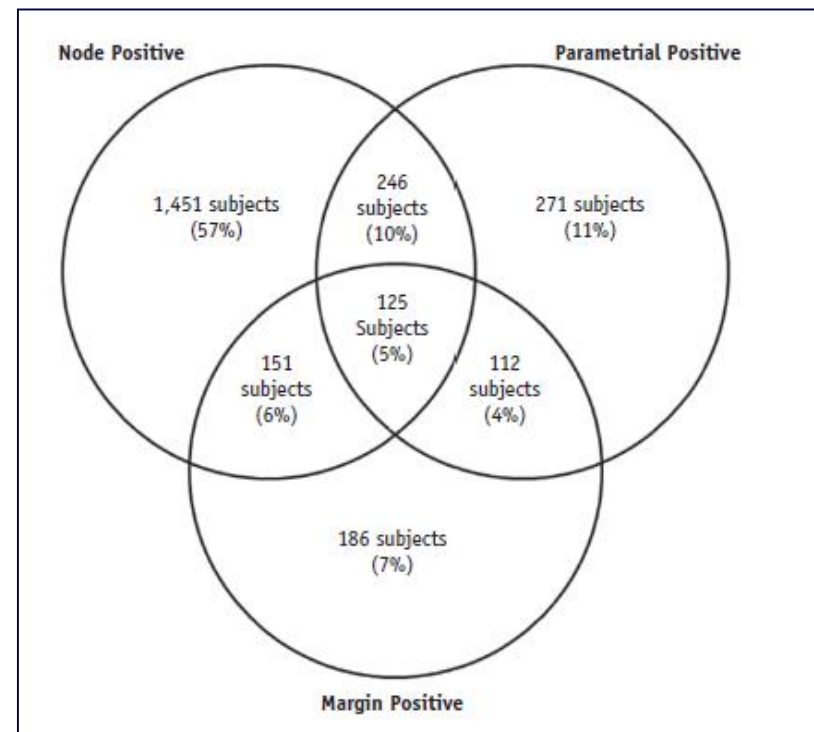 Node Positive
Parametrial Positive
1,451 subjects
(57%)
246
subjects
(10%)
271 subjects
(11%)
125
Subjects
(5%)
151
subjects
(6%)
112
subjects
(4%)
186 subjects
(7%)
Margin Positive